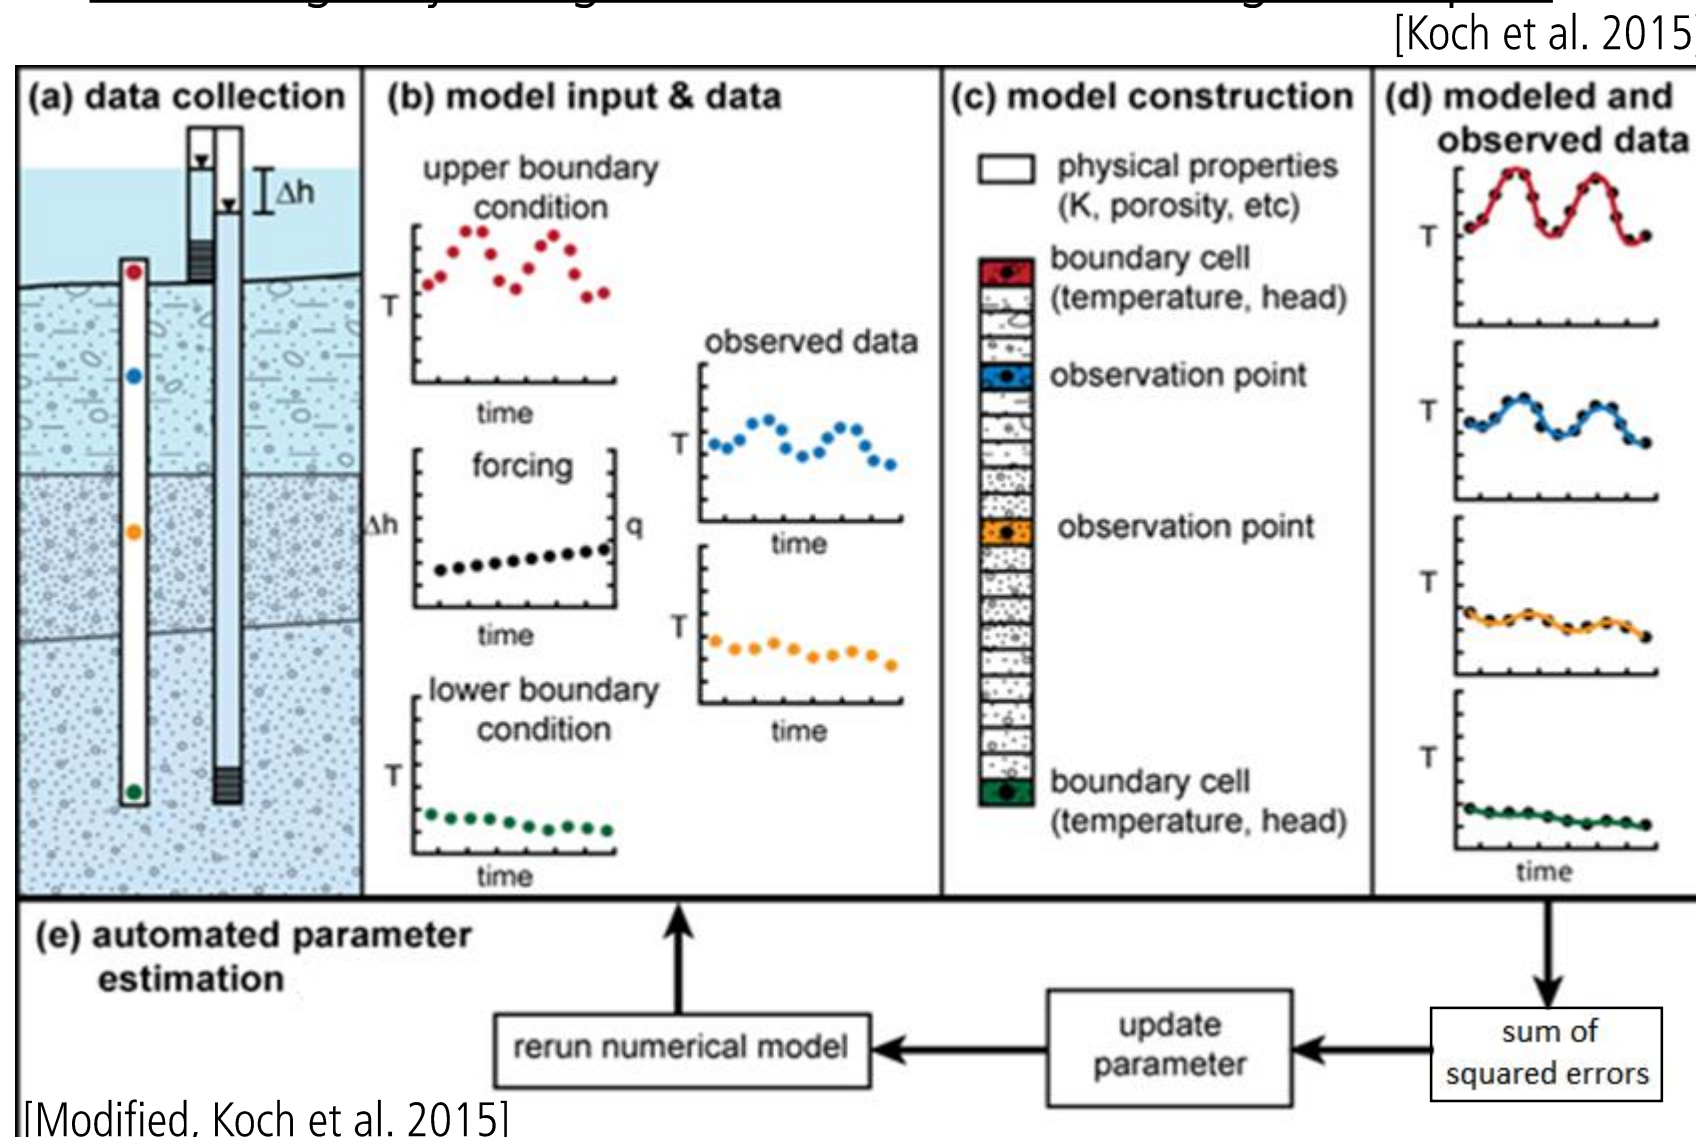 [Koch et al. 2015]
(a) data collection
Δh
(b) model input & data
upper boundary
condition
T
time
forcing
Δh
q
time
lower boundary
condition
T
time
observed data
T
time
T
time
(c) model construction
physical properties
(K, porosity, etc)
boundary cell
(temperature, head)
observation point
observation point
boundary cell
(temperature, head)
(d) modeled and
observed data
T
T
T
T
time
(e) automated parameter
estimation
rerun numerical model
update
parameter
sum of
squared errors
[Modified, Koch et al. 2015]